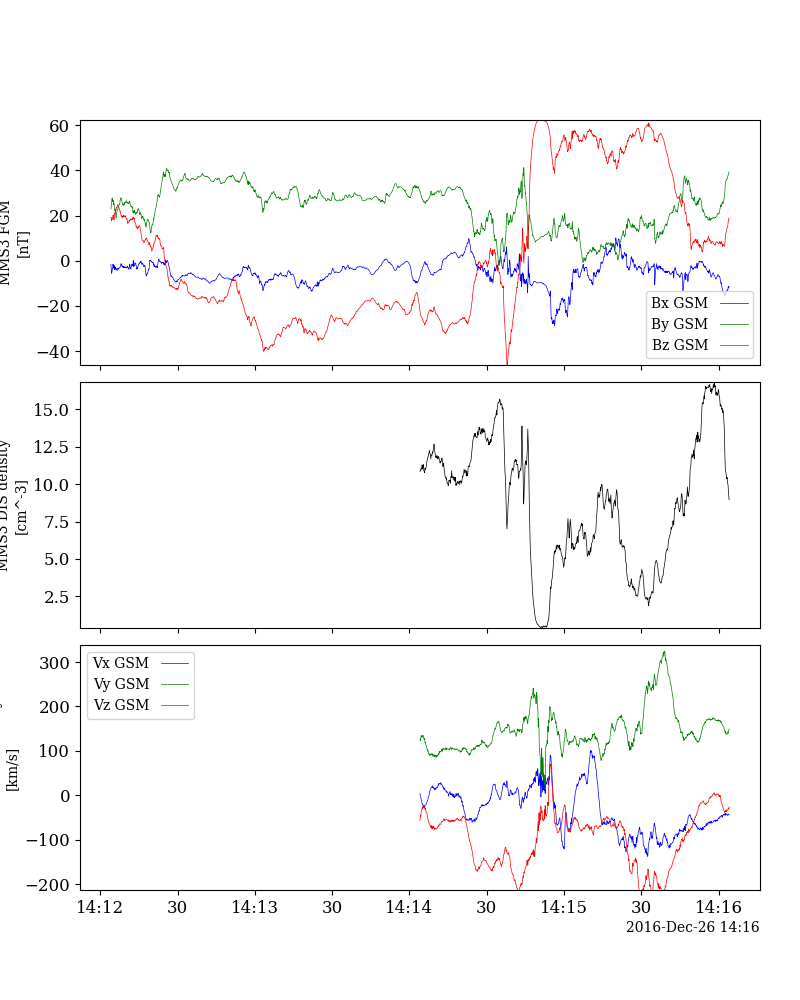 60
40
20
0
−20
−40
MMS3 FGM
[nT]
Bx GSM
By GSM
Bz GSM
15.0
12.5
10.0
7.5
5.0
2.5
MMS3 DIS density
[cm^-3]
300
200
100
0
−100
−200
[km/s]
Vx GSM
Vy GSM
Vz GSM
14:12 30 14:13 30 14:14 30 14:15 30 14:16
2016-Dec-26 14:16